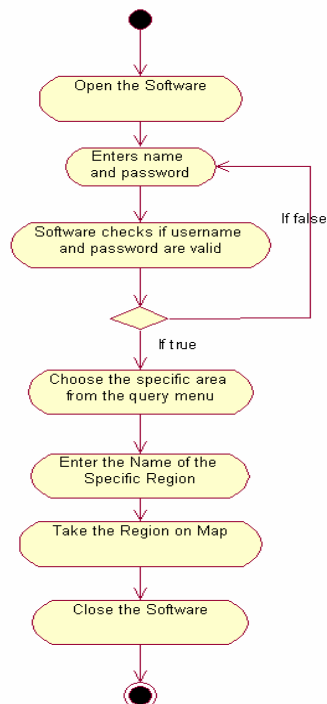 Open the Software
Enters name
and password
Software checks if username
and password are valid
If false
If true
Choose the specific area
from the query menu
Enter the Name of the
Specific Region
Take the Region on Map
Close the Software